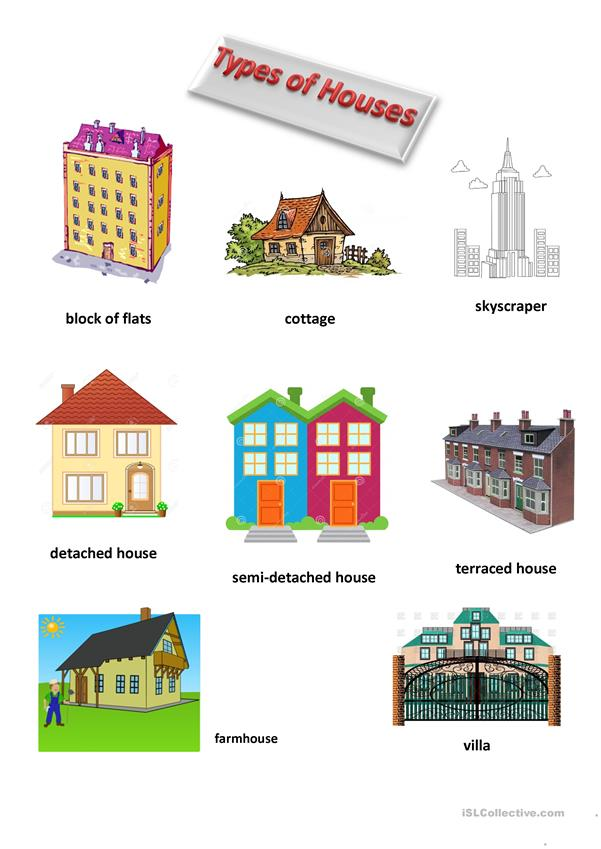 Types of Houses
block of flats
cottage
skyscraper
detached house
semi-detached house
terraced house
farmhouse
villa
iSLCollective.com